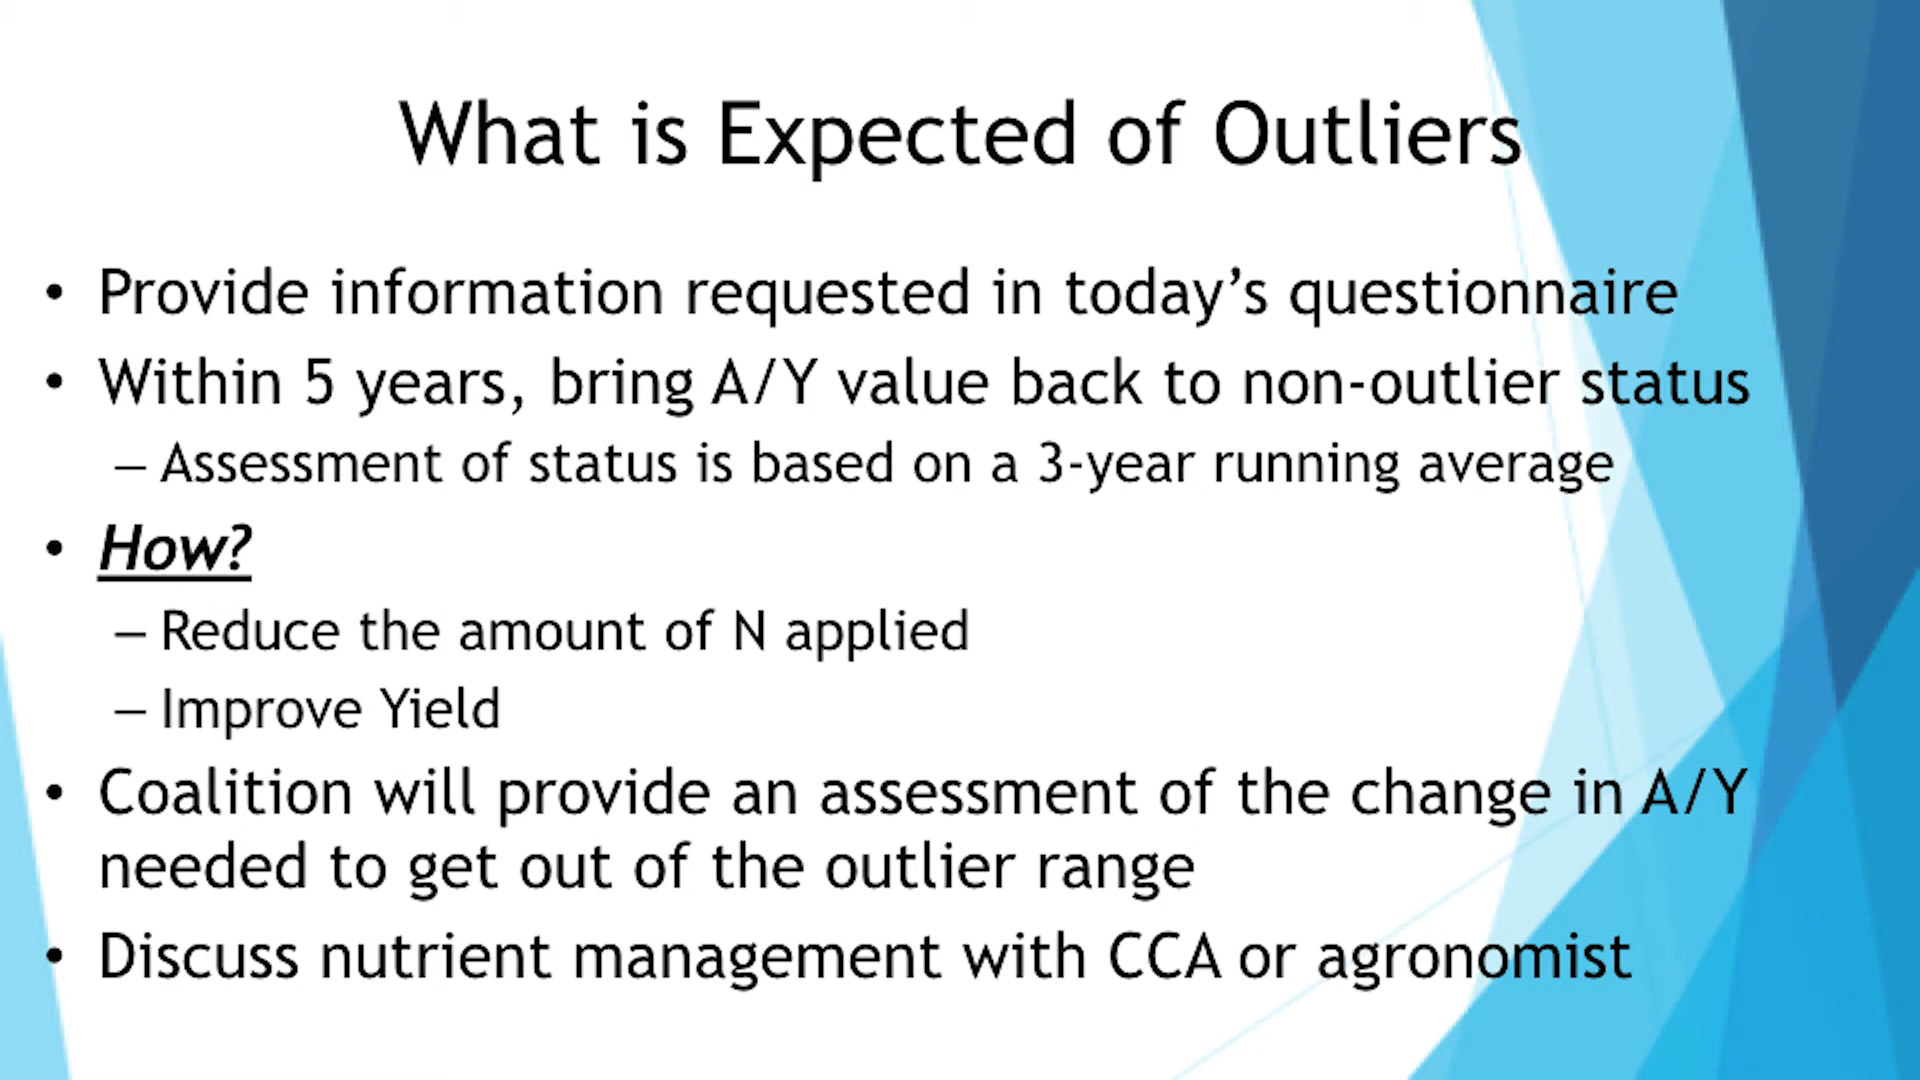 What is Expected of Outliers
• Provide information requested in today’s questionnaire
• Within 5 years, bring A/Y value back to non-outlier status
– Assessment of status is based on a 3-year running average
• How?
– Reduce the amount of N applied
– Improve Yield
• Coalition will provide an assessment of the change in A/Y
needed to get out of the outlier range
• Discuss nutrient management with CCA or agronomist